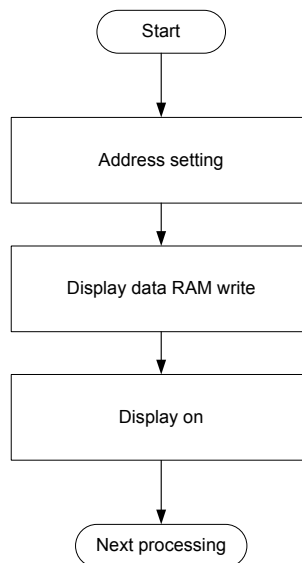 Start
Address setting
Display data RAM write
Display on
Next processing